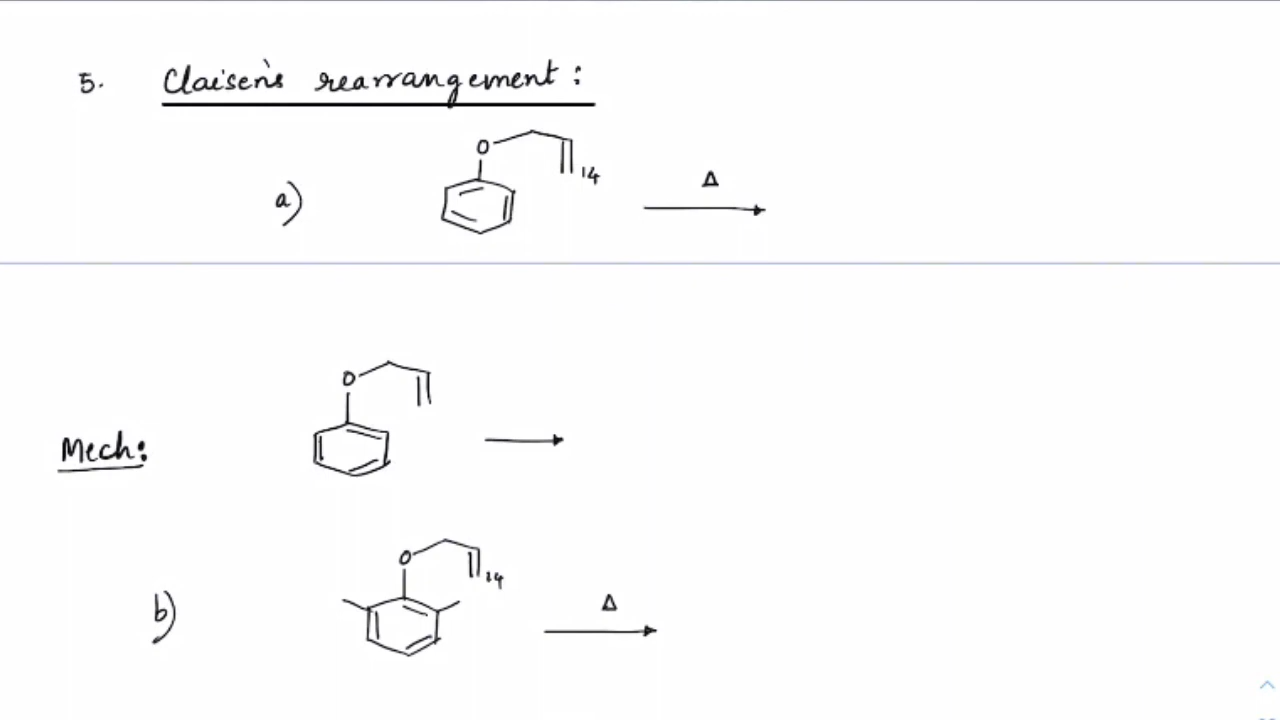 5. Claisen's rearrangement :
O
14
a)
Δ
O
Mech:
O
14
b)
Δ